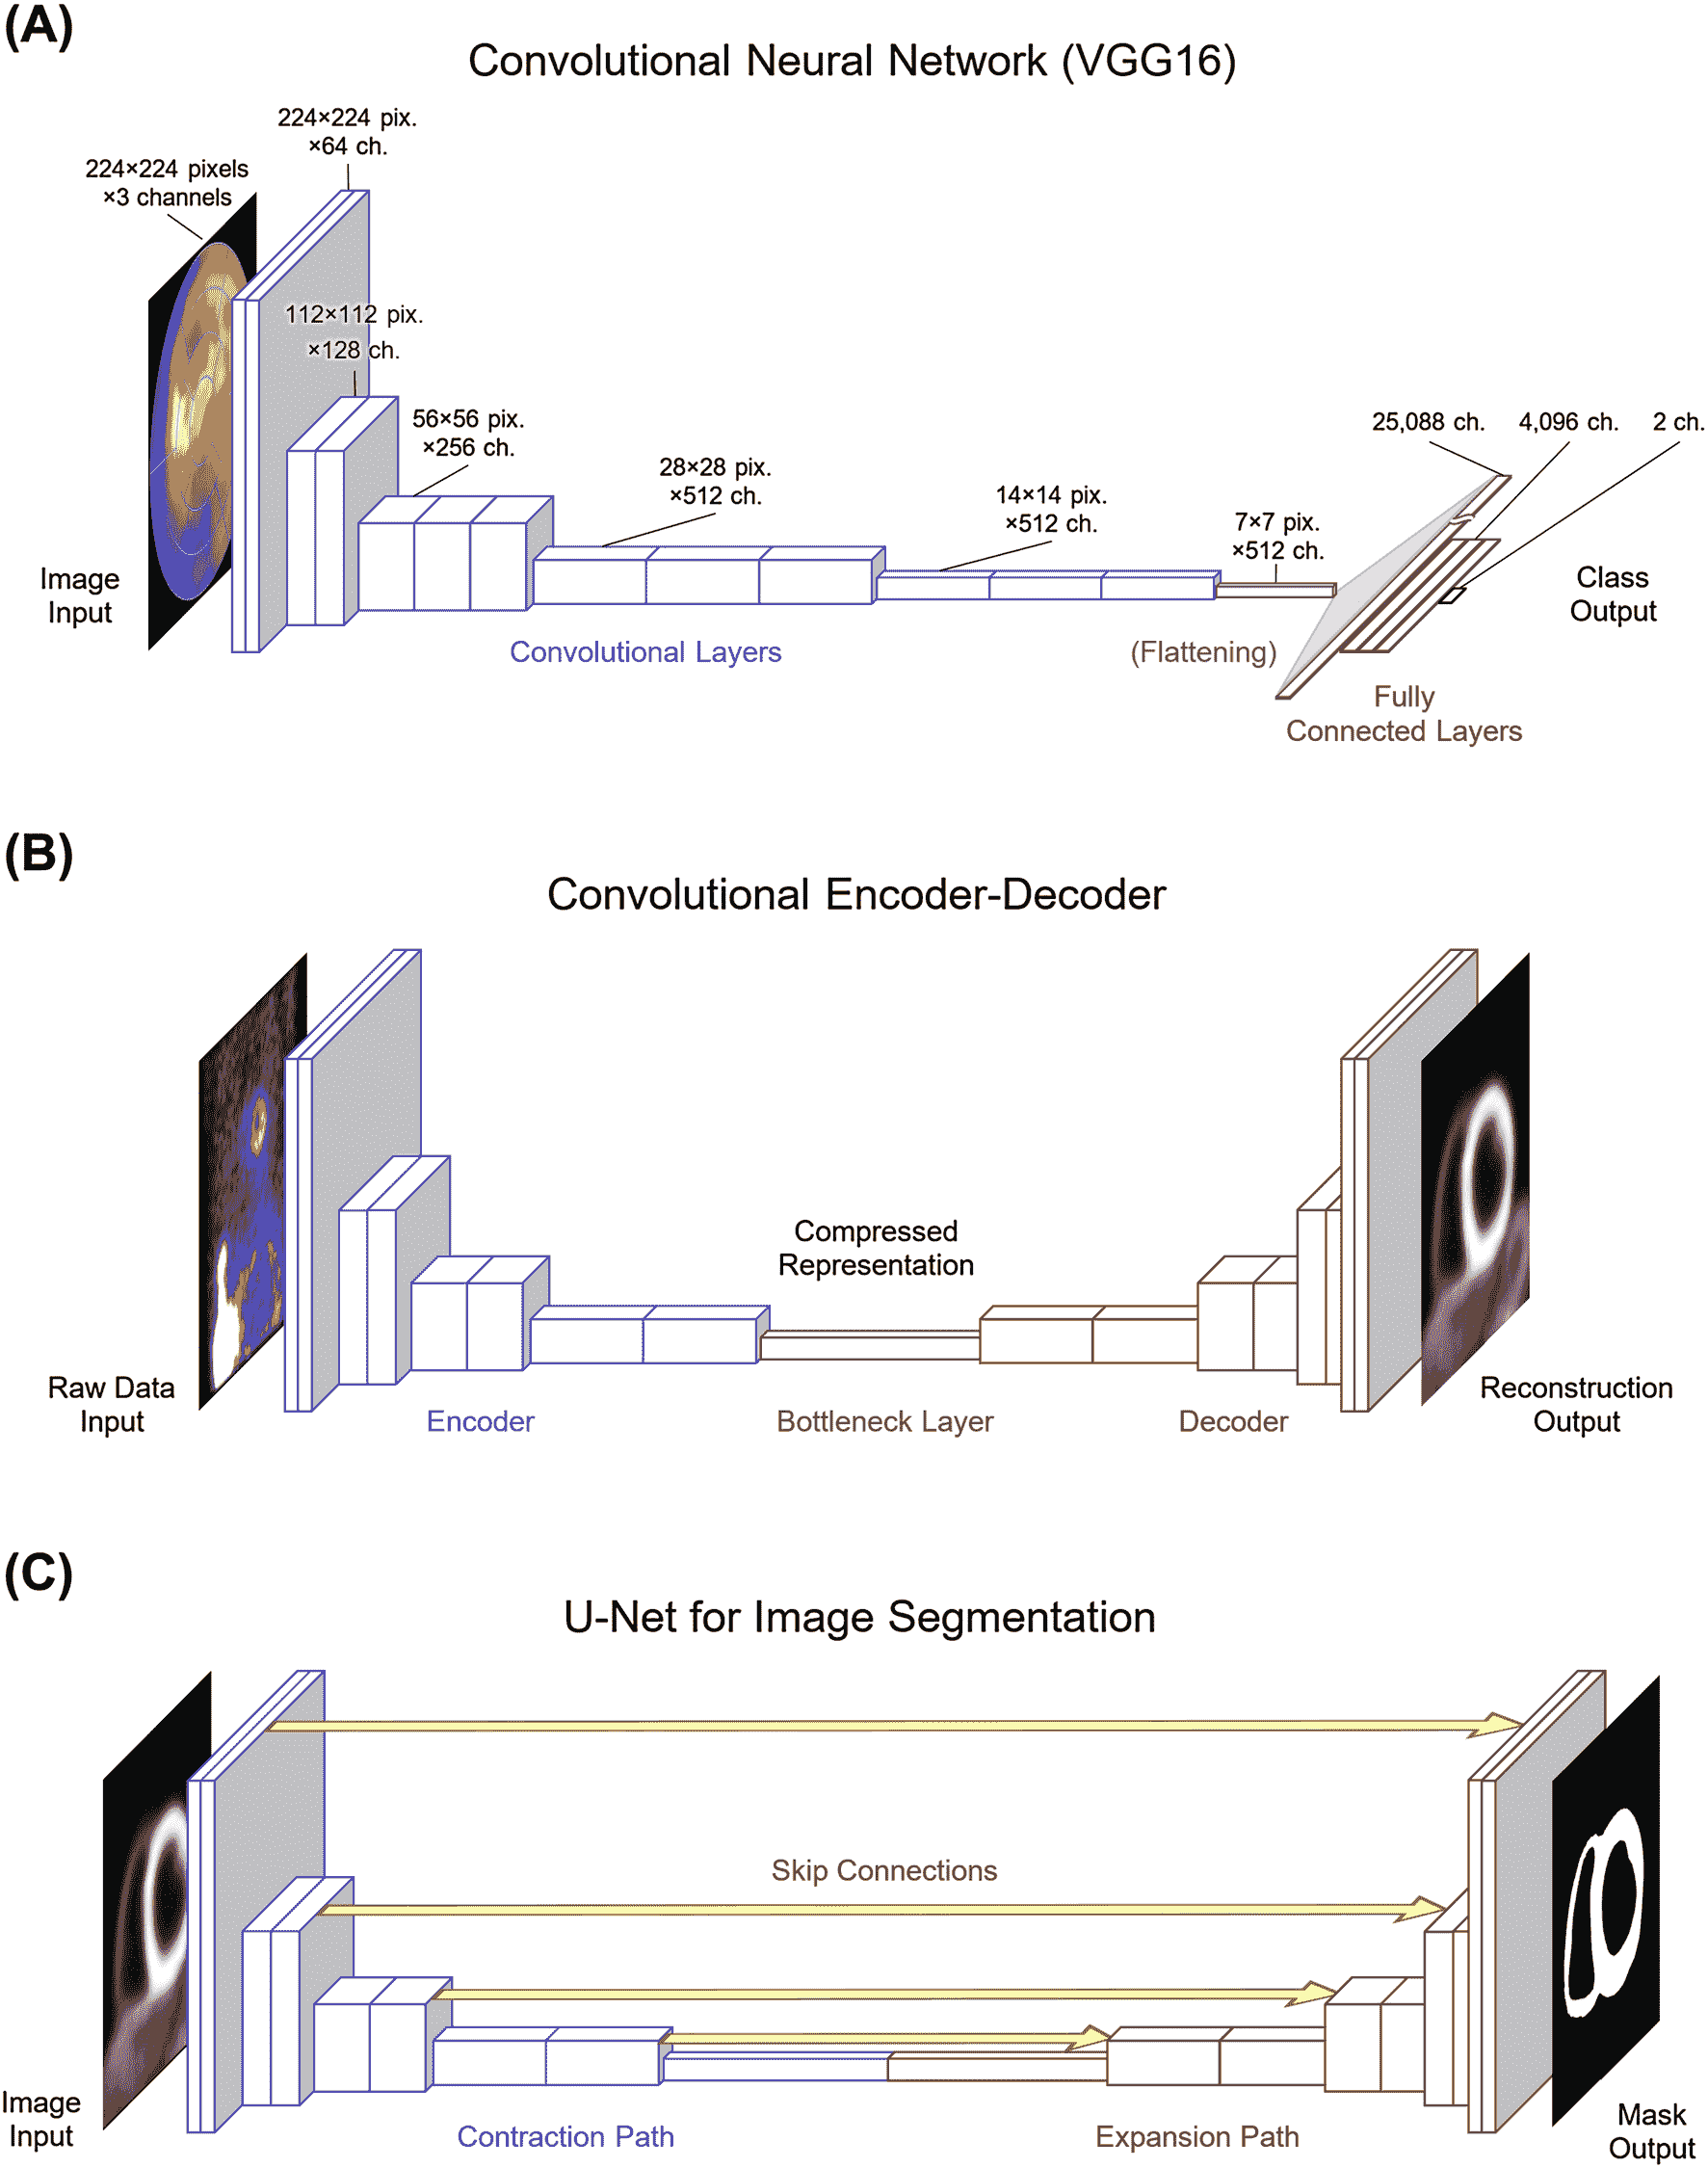 (A)
Convolutional Neural Network (VGG16)
224×224 pix.
×64 ch.
224×224 pixels
×3 channels
112×112 pix.
×128 ch.
56×56 pix.
×256 ch.
28×28 pix.
×512 ch.
14×14 pix.
×512 ch.
7×7 pix.
×512 ch.
25,088 ch.
4,096 ch.
2 ch.
Image
Input
Class
Output
Convolutional Layers
(Flattening)
Fully
Connected Layers
(B)
Convolutional Encoder-Decoder
Compressed
Representation
Raw Data
Input
Encoder
Bottleneck Layer
Decoder
Reconstruction
Output
(C)
U-Net for Image Segmentation
Skip Connections
Image
Input
Contraction Path
Expansion Path
Mask
Output